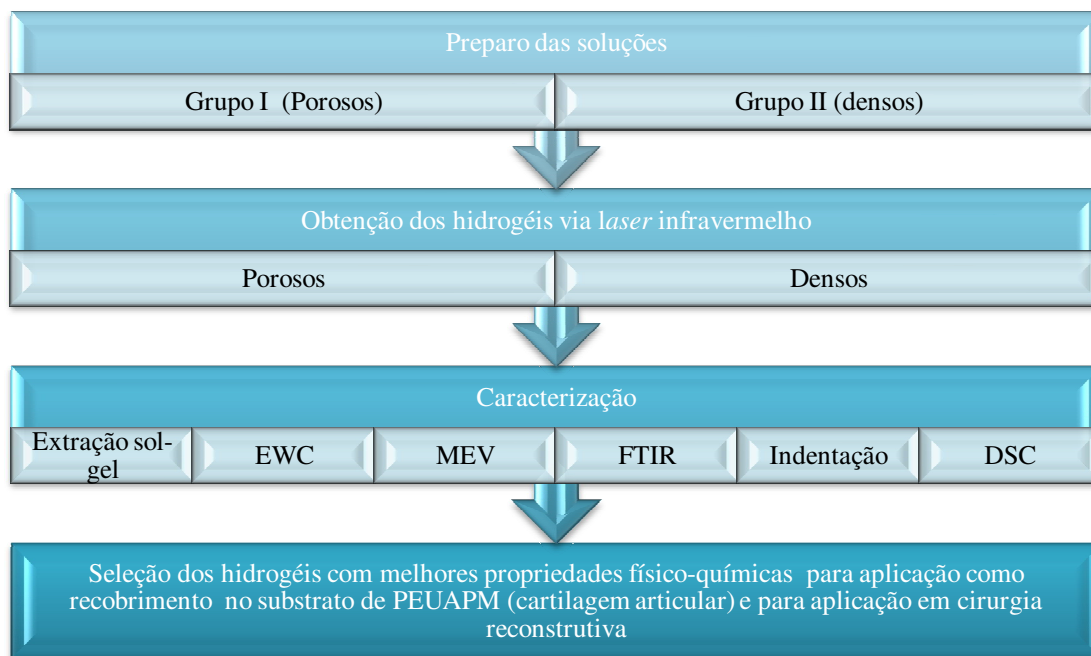 Preparo das soluções
Grupo I (Porosos)
Grupo II (densos)
Obtenção dos hidrogéis via laser infravermelho
Porosos
Densos
Caracterização
Extração sol-
gel
EWC
MEV
FTIR
Indentação
DSC
Seleção dos hidrogéis com melhores propriedades físico-químicas para aplicação como
recobrimento no substrato de PEUAPM (cartilagem articular) e para aplicação em cirurgia
reconstrutiva